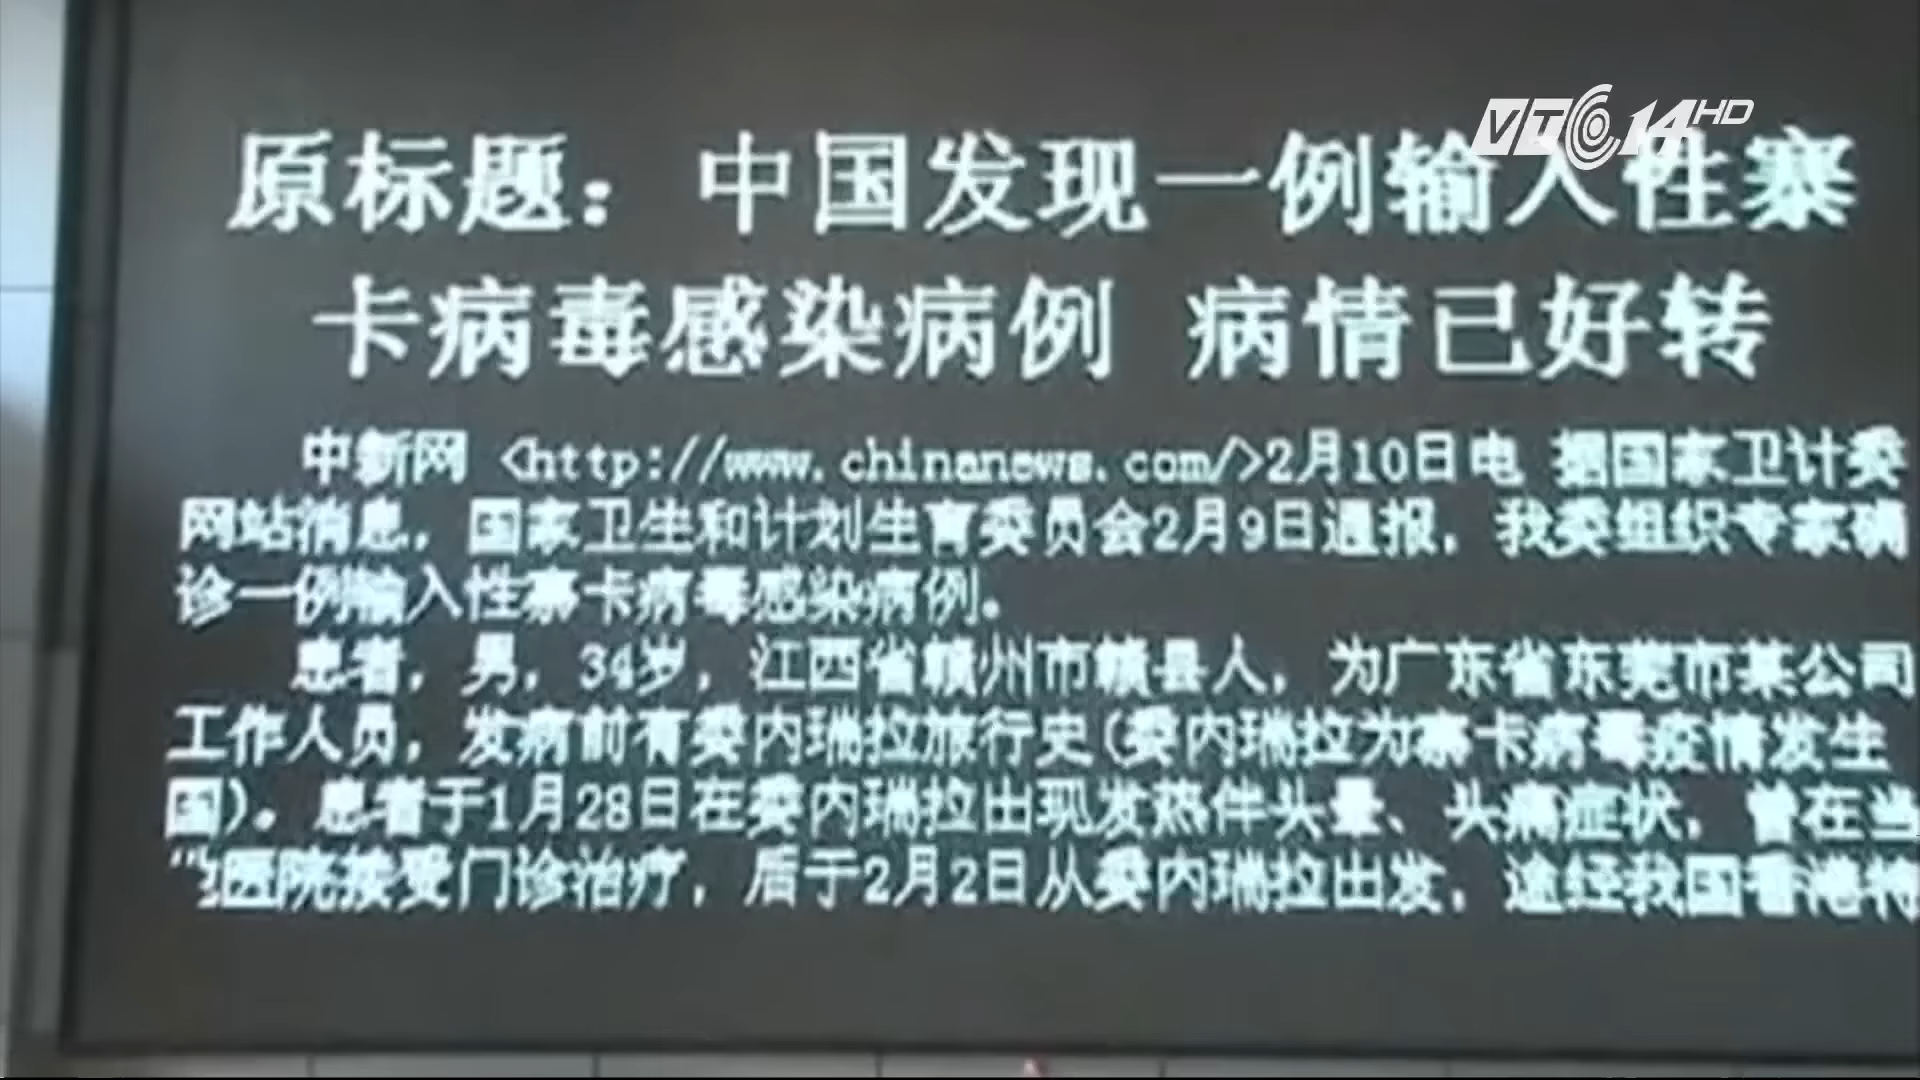 VTC14 HD
原标题：中国发现一例输入性寨
卡病毒感染病例 病情已好转
中新网 <http://www.chinanews.com/>2月10日电 据国家卫计委
网站消息，国家卫生和计划生育委员会2月9日通报，我委组织专家确
诊一例输入性寨卡病毒感染病例。
患者，男，34岁，江西省赣州市赣县人，为广东省东莞市某公司
工作人员，发病前有委内瑞拉旅行史(委内瑞拉为寨卡病毒疫情发生
国)。患者于1月28日在委内瑞拉出现发热伴头晕、头痛症状，曾在当
地医院接受门诊治疗，后于2月2日从委内瑞拉出发，途经我国香港特